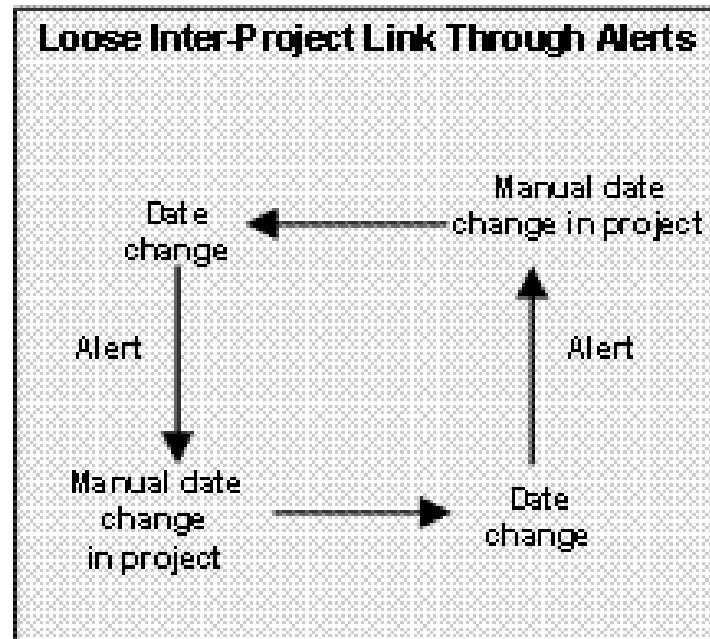 Loose Inter-Project Link Through Alerts
Date
change
Manual date
change in project
Alert
Alert
Manual date
change
in project
Date
change